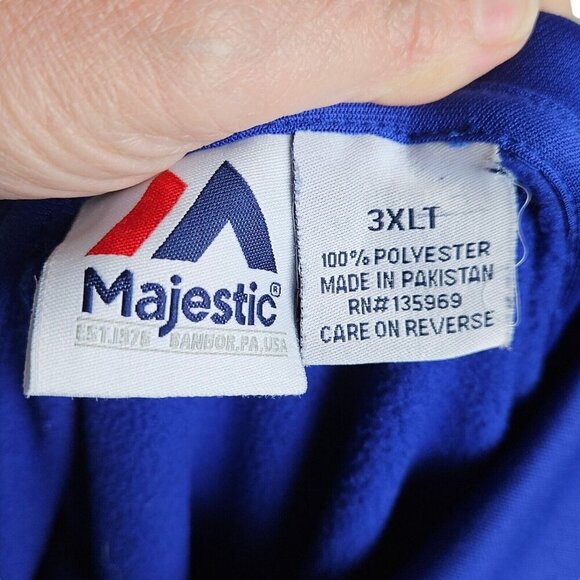 Majestic®
EST.1976 BANGOR,PA,USA
3XLT
100% POLYESTER
MADE IN PAKISTAN
RN#135969
CARE ON REVERSE